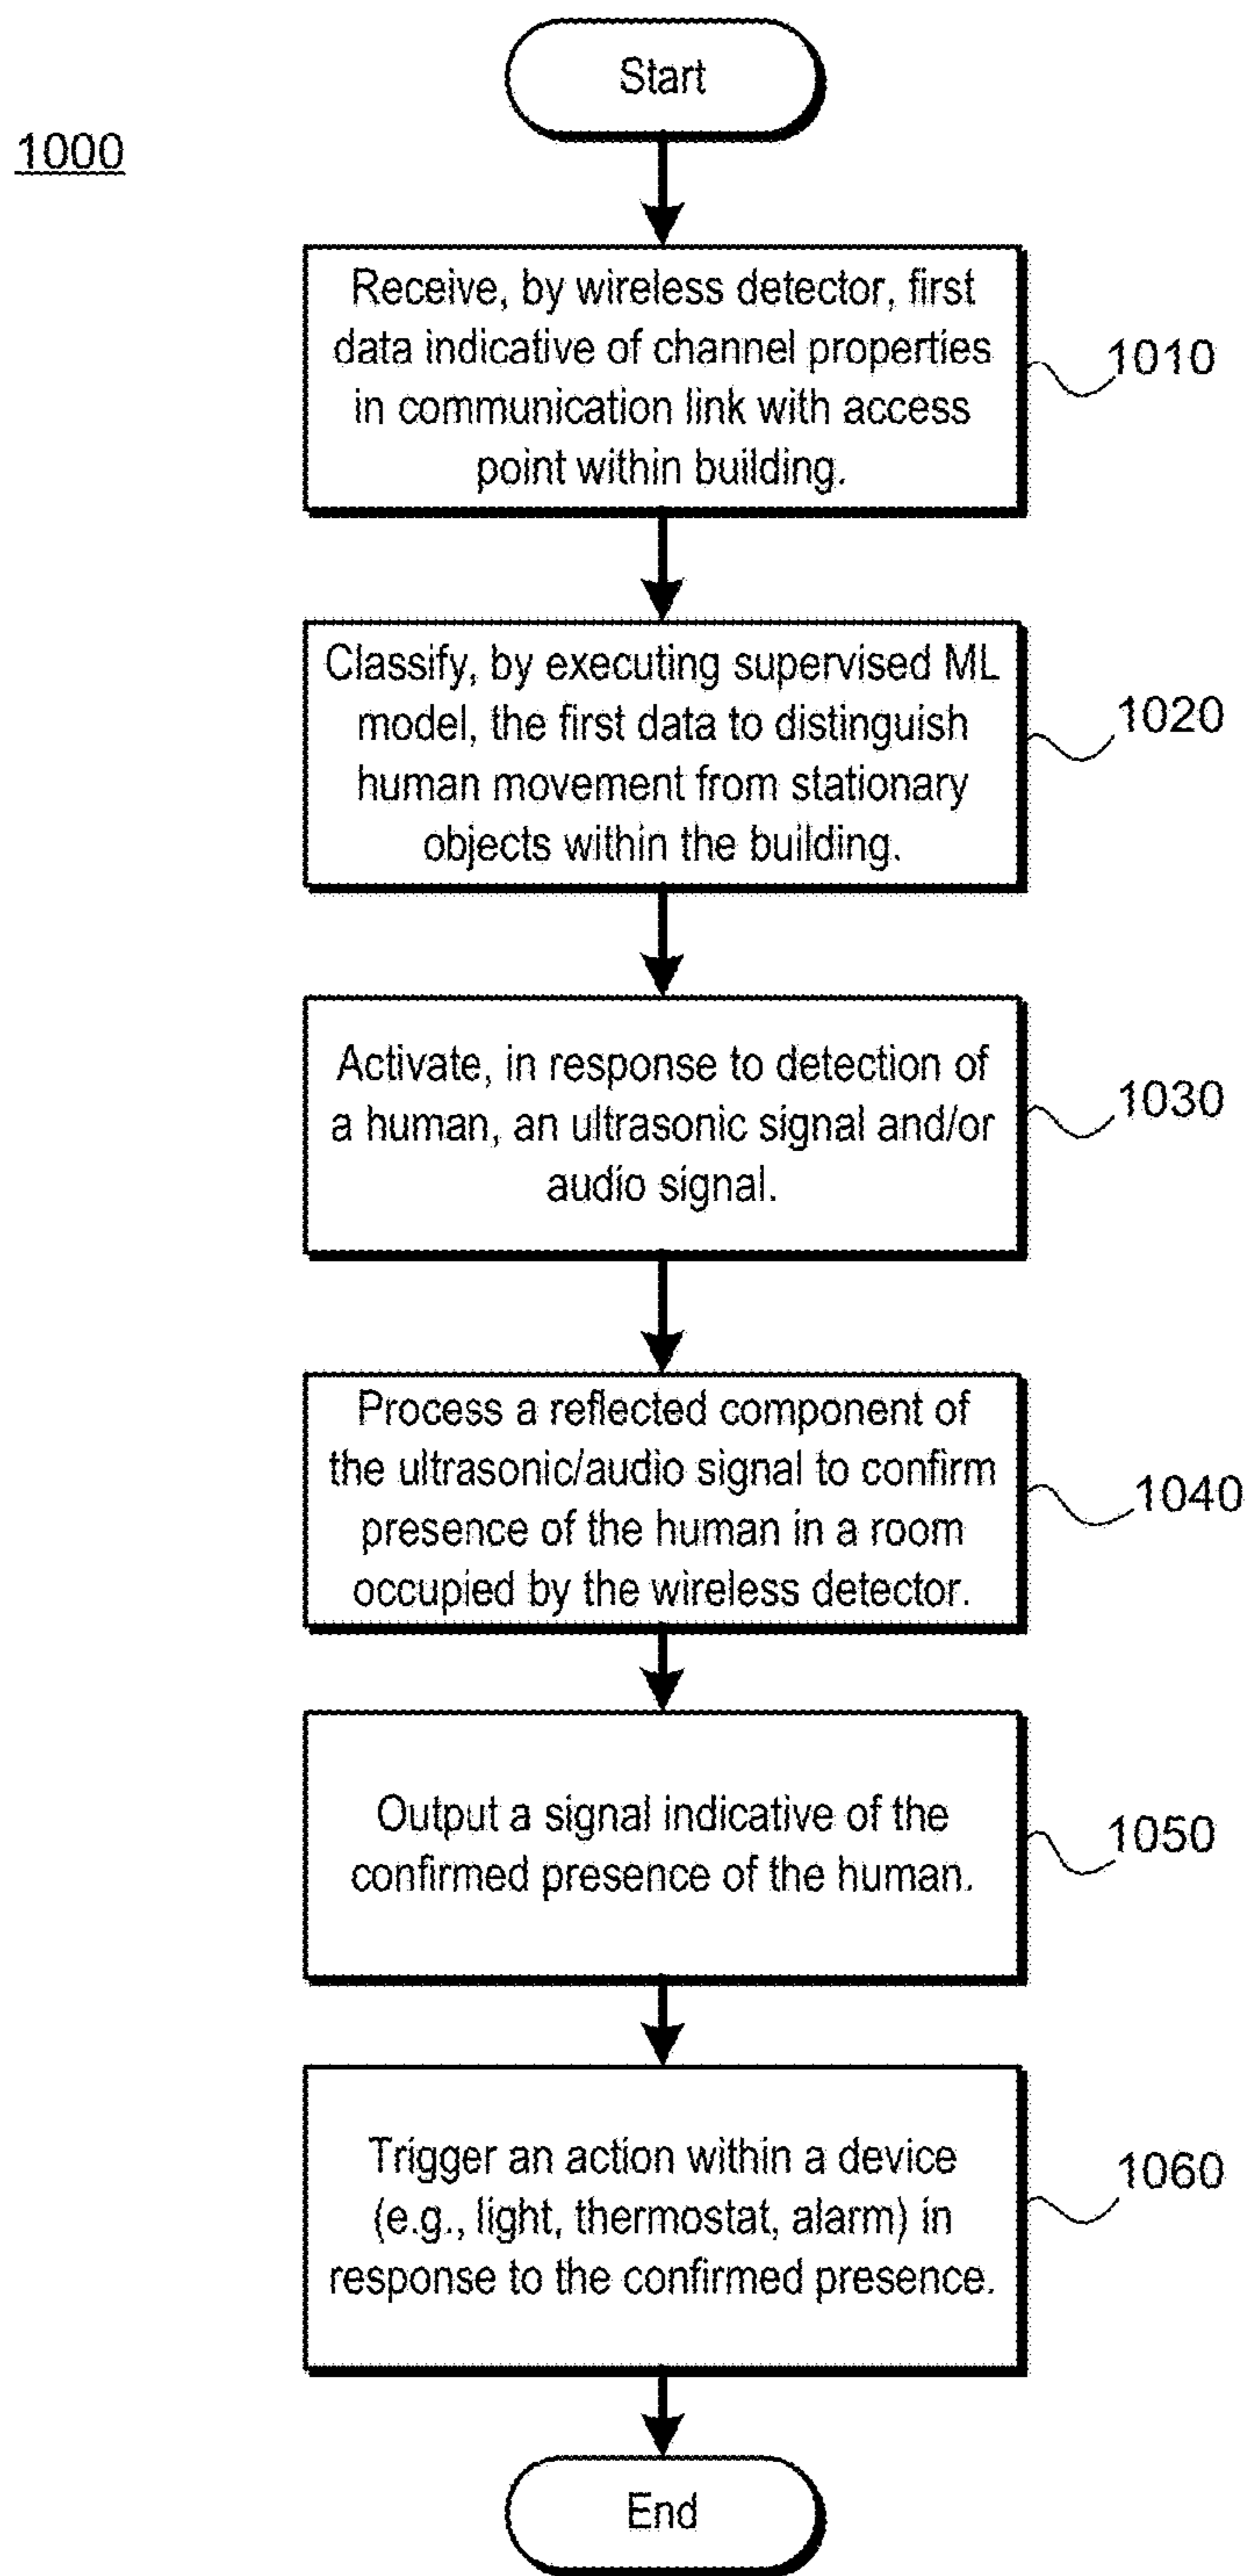 Start
1000
Receive, by wireless detector, first
data indicative of channel properties
in communication link with access
point within building.
1010
Classify, by executing supervised ML
model, the first data to distinguish
human movement from stationary
objects within the building.
1020
Activate, in response to detection of
a human, an ultrasonic signal and/or
audio signal.
1030
Process a reflected component of
the ultrasonic/audio signal to confirm
presence of the human in a room
occupied by the wireless detector.
1040
Output a signal indicative of the
confirmed presence of the human.
1050
Trigger an action within a device
(e.g., light, thermostat, alarm) in
response to the confirmed presence.
1060
End